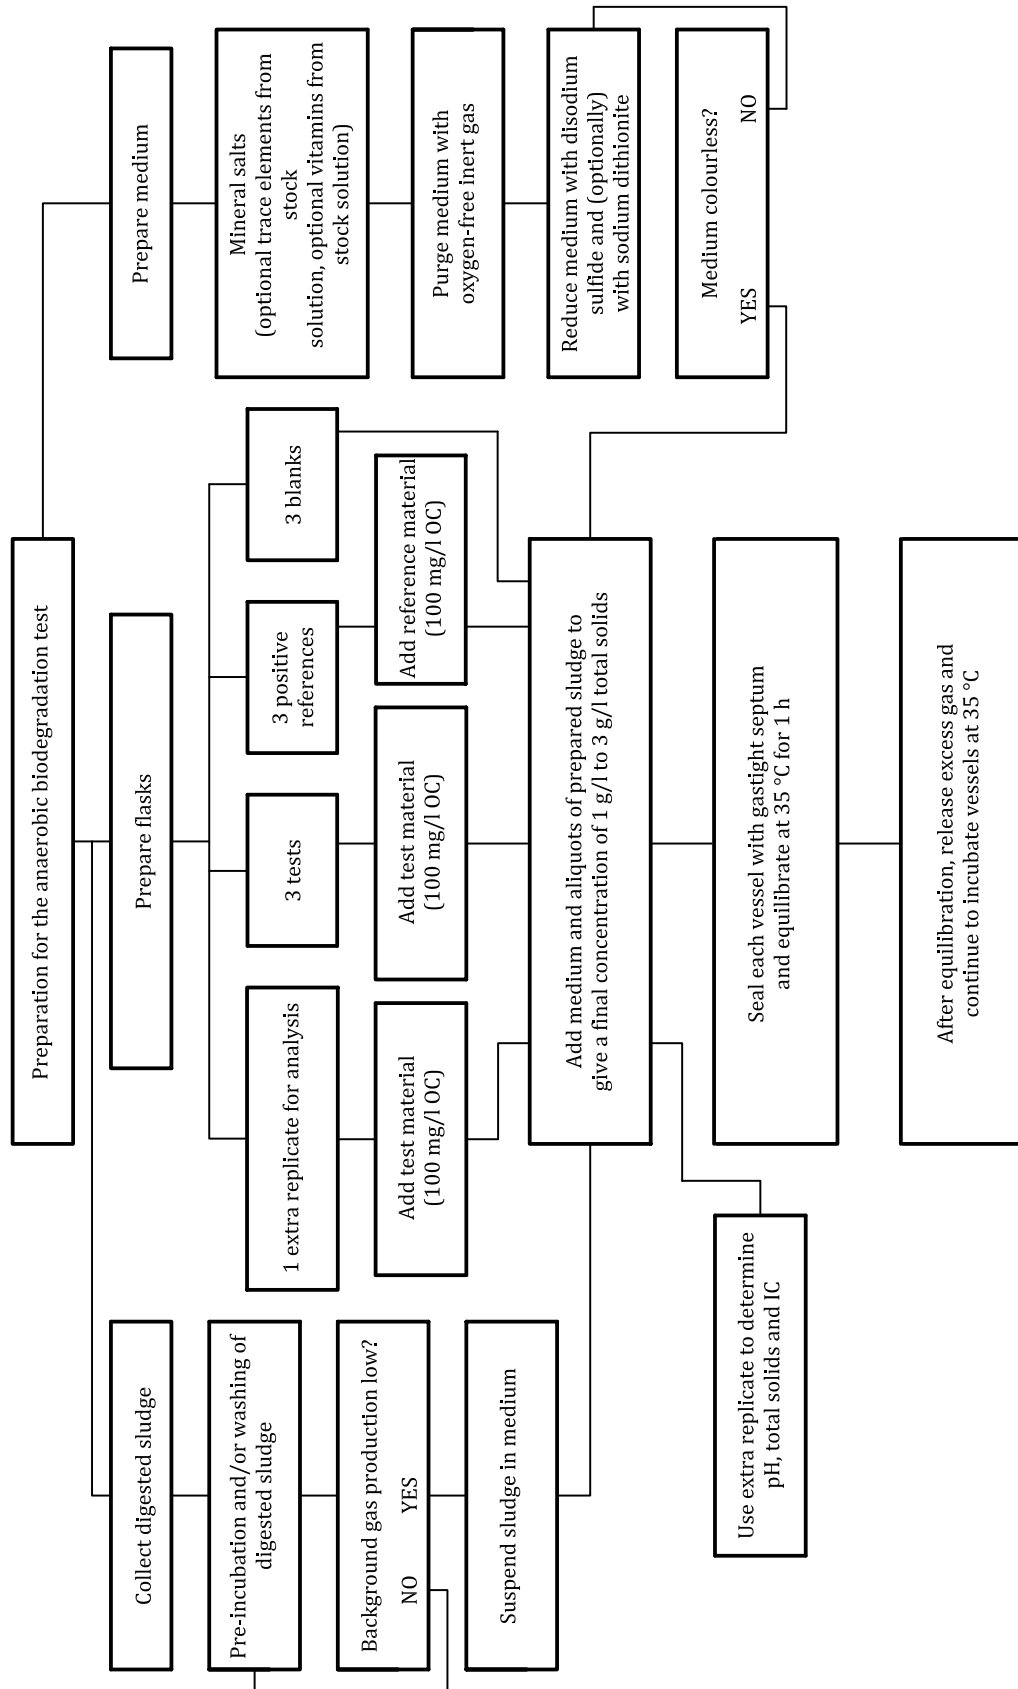 Preparation for the anaerobic biodegradation test
Collect digested sludge
Prepare flasks
Prepare medium
Pre-incubation and/or washing of
digested sludge
1 extra replicate for analysis
3 tests
3 positive
references
3 blanks
Mineral salts
(optional trace elements from
stock
solution, optional vitamins from
stock solution)
Background gas production low?
NO
YES
Add test material
(100 mg/l OC)
Add test material
(100 mg/l OC)
Add reference material
(100 mg/l OC)
Purge medium with
oxygen-free inert gas
Suspend sludge in medium
Add medium and aliquots of prepared sludge to
give a final concentration of 1 g/l to 3 g/l total solids
Reduce medium with disodium
sulfide and (optionally)
with sodium dithionite
Medium colourless?
YES
NO
Use extra replicate to determine
pH, total solids and IC
Seal each vessel with gastight septum
and equilibrate at 35 °C for 1 h
After equilibration, release excess gas and
continue to incubate vessels at 35 °C